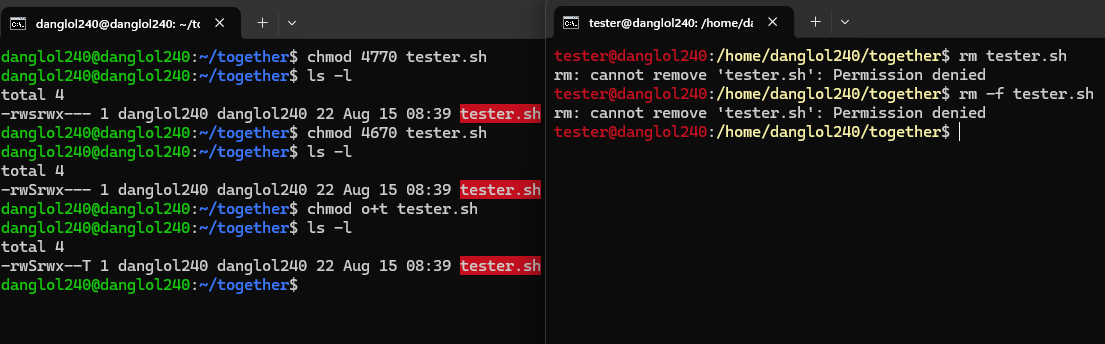 danglol240@danglol240: ~/to
danglol240@danglol240:~/together$ chmod 4770 tester.sh
danglol240@danglol240:~/together$ ls -l
total 4
-rwsrwx--- 1 danglol240 danglol240 22 Aug 15 08:39 tester.sh
danglol240@danglol240:~/together$ chmod 4670 tester.sh
danglol240@danglol240:~/together$ ls -l
total 4
-rwSrwx--- 1 danglol240 danglol240 22 Aug 15 08:39 tester.sh
danglol240@danglol240:~/together$ chmod o+t tester.sh
danglol240@danglol240:~/together$ ls -l
total 4
-rwSrwx--T 1 danglol240 danglol240 22 Aug 15 08:39 tester.sh
danglol240@danglol240:~/together$
tester@danglol240: /home/da
tester@danglol240:/home/danglol240/together$ rm tester.sh
rm: cannot remove 'tester.sh': Permission denied
tester@danglol240:/home/danglol240/together$ rm -f tester.sh
rm: cannot remove 'tester.sh': Permission denied
tester@danglol240:/home/danglol240/together$